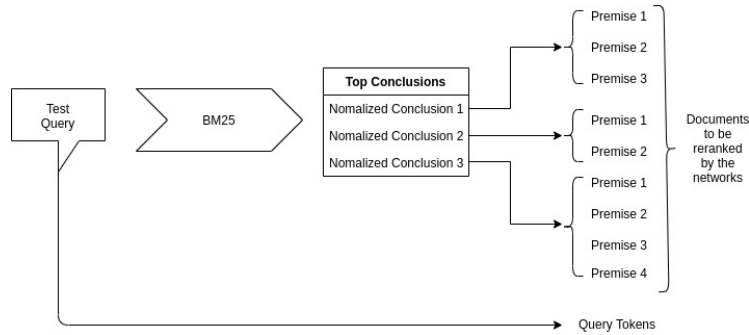 Test
Query
BM25
Top Conclusions
Nomalized Conclusion 1
Nomalized Conclusion 2
Nomalized Conclusion 3
Premise 1
Premise 2
Premise 3
Premise 1
Premise 2
Premise 1
Premise 2
Premise 3
Premise 4
Documents
to be
reranked
by the
networks
Query Tokens